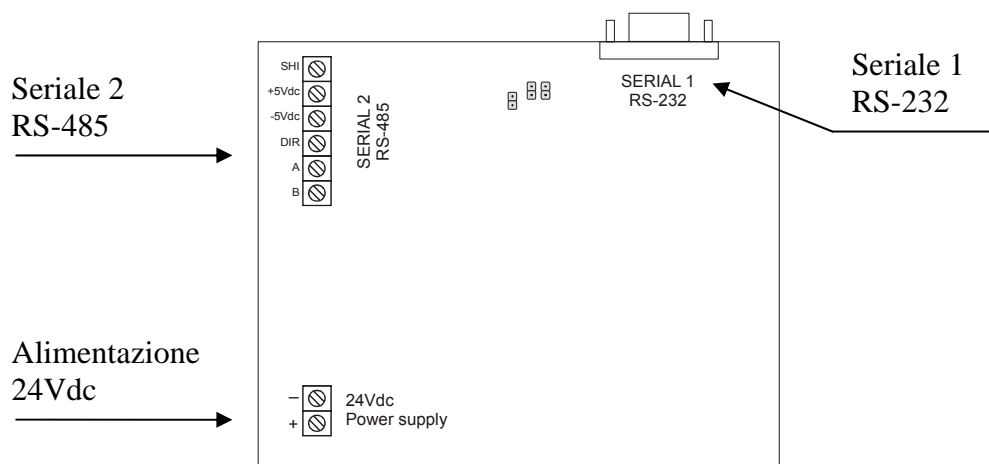 Seriale 2
RS-485
SHI
+5Vdc
-5Vdc
DIR
A
B
SERIAL 2
RS-485
SERIAL 1
RS-232
Seriale 1
RS-232
Alimentazione
24Vdc
–
+
24Vdc
Power supply